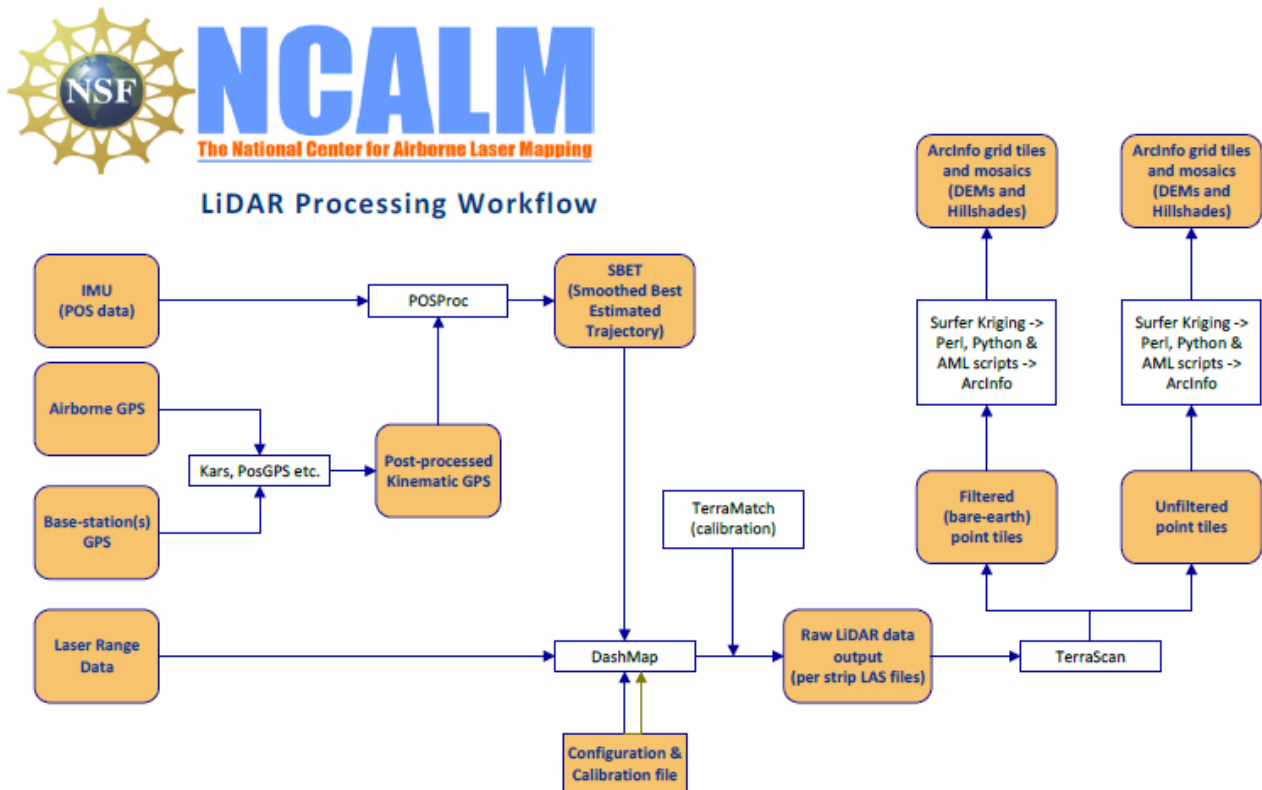 NSF
NCALM
The National Center for Airborne Laser Mapping
LiDAR Processing Workflow
ArcInfo grid tiles
and mosaics
(DEMs and
Hillshades)
ArcInfo grid tiles
and mosaics
(DEMs and
Hillshades)
IMU
(POS data)
POSProc
SBET
(Smoothed Best
Estimated
Trajectory)
Surfer Kriging ->
Perl, Python &
AML scripts ->
ArcInfo
Surfer Kriging ->
Perl, Python &
AML scripts ->
ArcInfo
Airborne GPS
Kars, PosGPS etc.
Post-processed
Kinematic GPS
Base-station(s)
GPS
TerraMatch
(calibration)
Filtered
(bare-earth)
point tiles
Unfiltered
point tiles
Laser Range
Data
DashMap
Raw LiDAR data
output
(per strip LAS files)
TerraScan
Configuration &
Calibration file